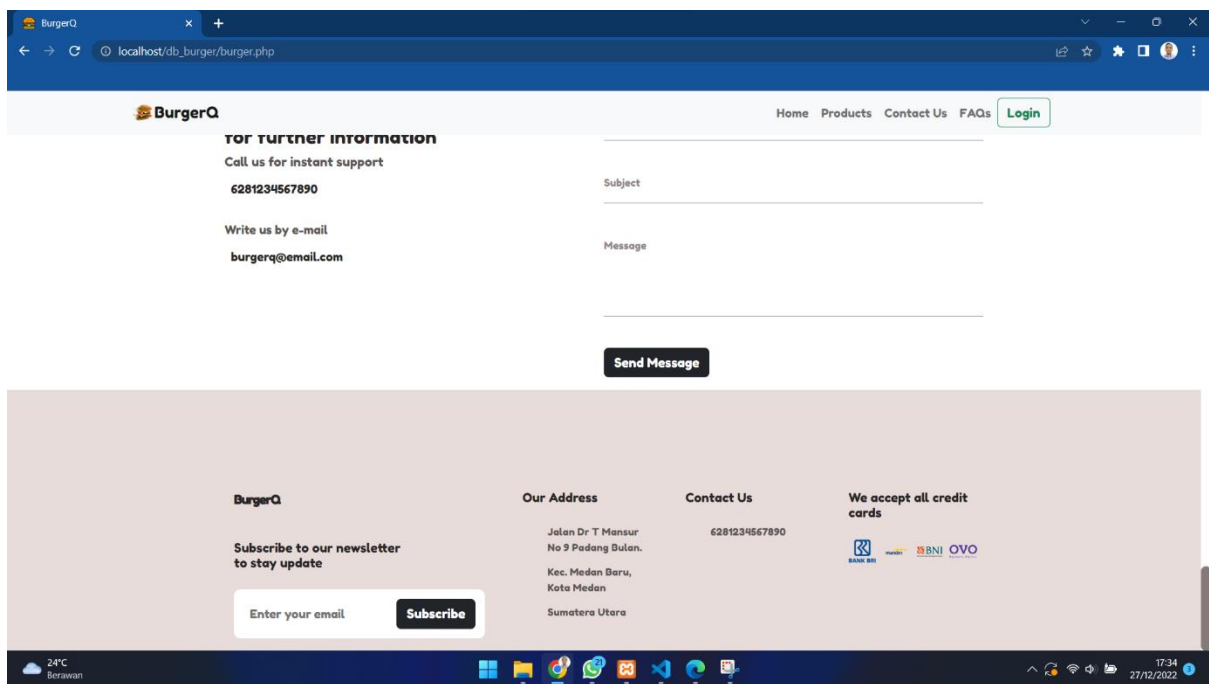 BurgerQ
localhost/db_burger/burger.php
BurgerQ
Home Products Contact Us FAQs Login
for further information
Call us for instant support
6281234567890
Write us by e-mail
burgerq@email.com
Subject
Message
Send Message
BurgerQ
Subscribe to our newsletter
to stay update
Enter your email
Subscribe
Our Address
Jalan Dr T Mansur
No 9 Padang Bulan.
Kec. Medan Baru,
Kota Medan
Sumatera Utara
Contact Us
6281234567890
We accept all credit
cards
BANK BRI
mandiri
BNI
OVO
24°C
Berawan
17:34
27/12/2022
3